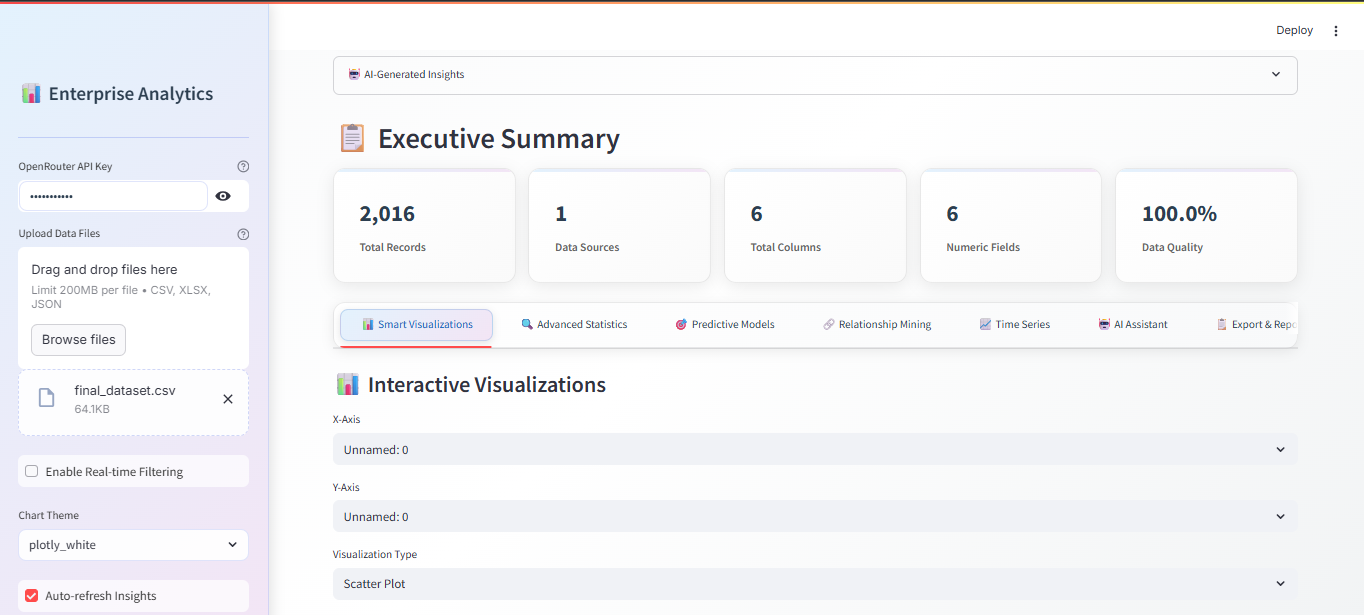 Deploy
Enterprise Analytics
OpenRouter API Key
•••••••••••
Upload Data Files
Drag and drop files here
Limit 200MB per file • CSV, XLSX,
JSON
Browse files
final_dataset.csv
64.1KB
Enable Real-time Filtering
Chart Theme
plotly_white
Auto-refresh Insights
AI-Generated Insights
Executive Summary
2,016
Total Records
1
Data Sources
6
Total Columns
6
Numeric Fields
100.0%
Data Quality
Smart Visualizations
Advanced Statistics
Predictive Models
Relationship Mining
Time Series
AI Assistant
Export & Repo
Interactive Visualizations
X-Axis
Unnamed: 0
Y-Axis
Unnamed: 0
Visualization Type
Scatter Plot